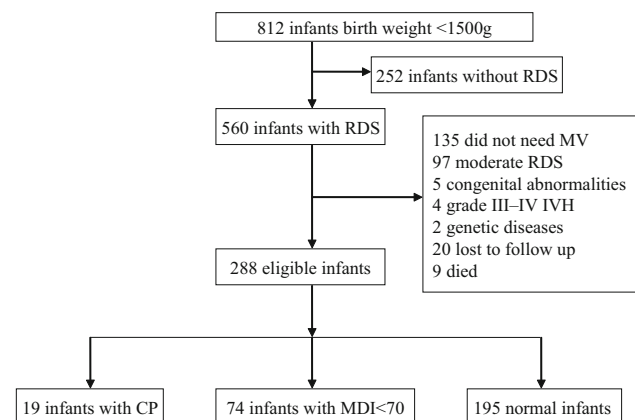 812 infants birth weight <1500g
252 infants without RDS
560 infants with RDS
135 did not need MV
97 moderate RDS
5 congenital abnormalities
4 grade III–IV IVH
2 genetic diseases
20 lost to follow up
9 died
288 eligible infants
19 infants with CP
74 infants with MDI<70
195 normal infants